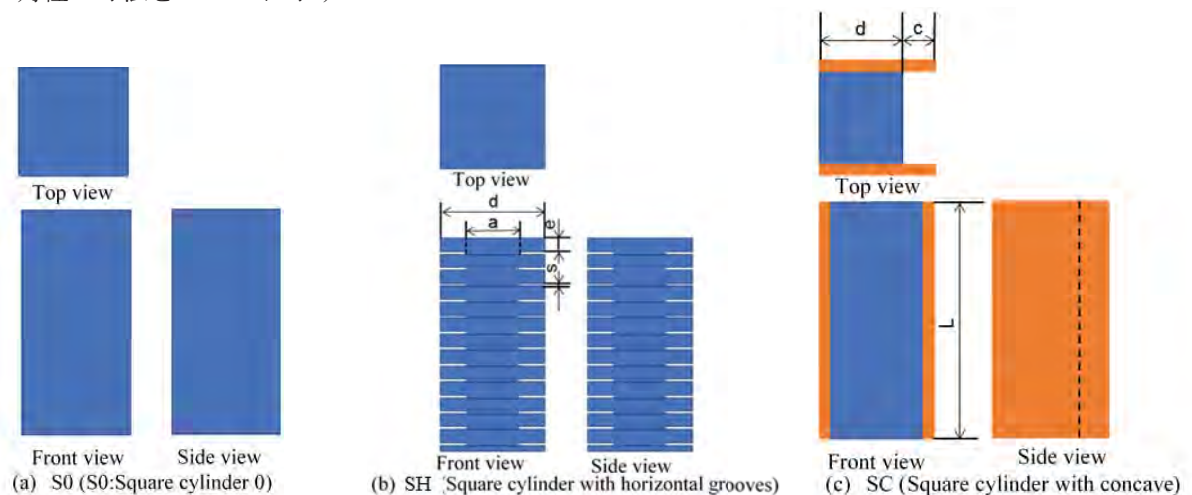 d
c
Top view
Top view
Top view
d
a
e
s
L
Front view
Side view
Front view
Side view
Front view
Side view
(a) S0 (S0:Square cylinder 0)
(b) SH (Square cylinder with horizontal grooves)
(c) SC (Square cylinder with concave)